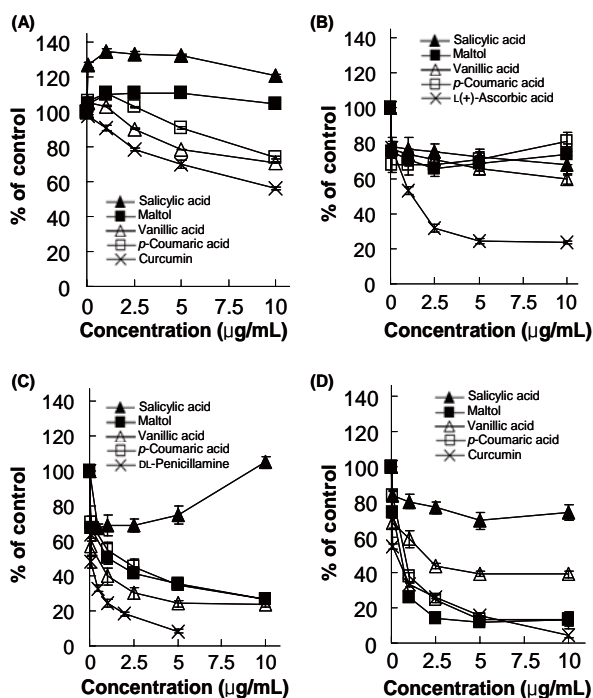 (A)
% of control
140
120
100
80
60
40
20
0
Salicylic acid
Maltol
Vanillic acid
p-Coumaric acid
Curcumin
0 2.5 5 7.5 10
Concentration (μg/mL)
(B)
% of control
140
120
100
80
60
40
20
0
Salicylic acid
Maltol
Vanillic acid
p-Coumaric acid
L(+)-Ascorbic acid
0 2.5 5 7.5 10
Concentration (μg/mL)
(C)
% of control
140
120
100
80
60
40
20
0
Salicylic acid
Maltol
Vanillic acid
p-Coumaric acid
DL-Penicillamine
0 2.5 5 7.5 10
Concentration (μg/mL)
(D)
% of control
140
120
100
80
60
40
20
0
Salicylic acid
Maltol
Vanillic acid
p-Coumaric acid
Curcumin
0 2.5 5 7.5 10
Concentration (μg/mL)